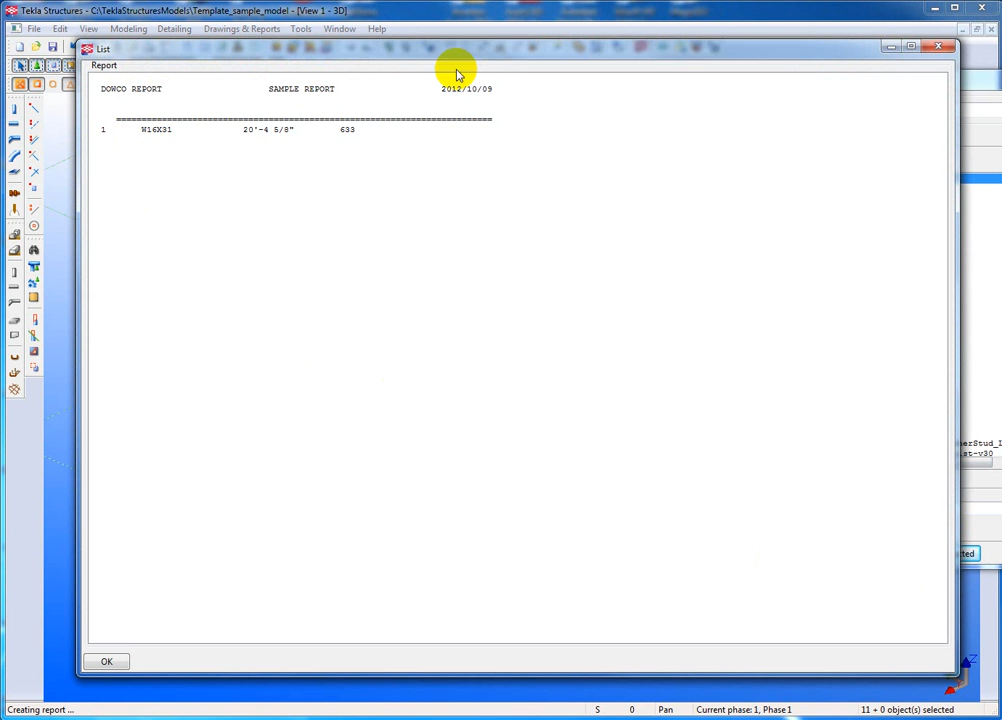 Tekla Structures - C:\TeklaStructuresModels\Template_sample_model - [View 1 - 3D]
File Edit View Modeling Detailing Drawings & Reports Tools Window Help
List
Report
DOWCO REPORT SAMPLE REPORT 2012/10/09
================================================================================
1 W16X31 20'-4 5/8" 633
OK
Creating report ... S 0 Pan Current phase: 1, Phase 1 11 + 0 object(s) selected
Z